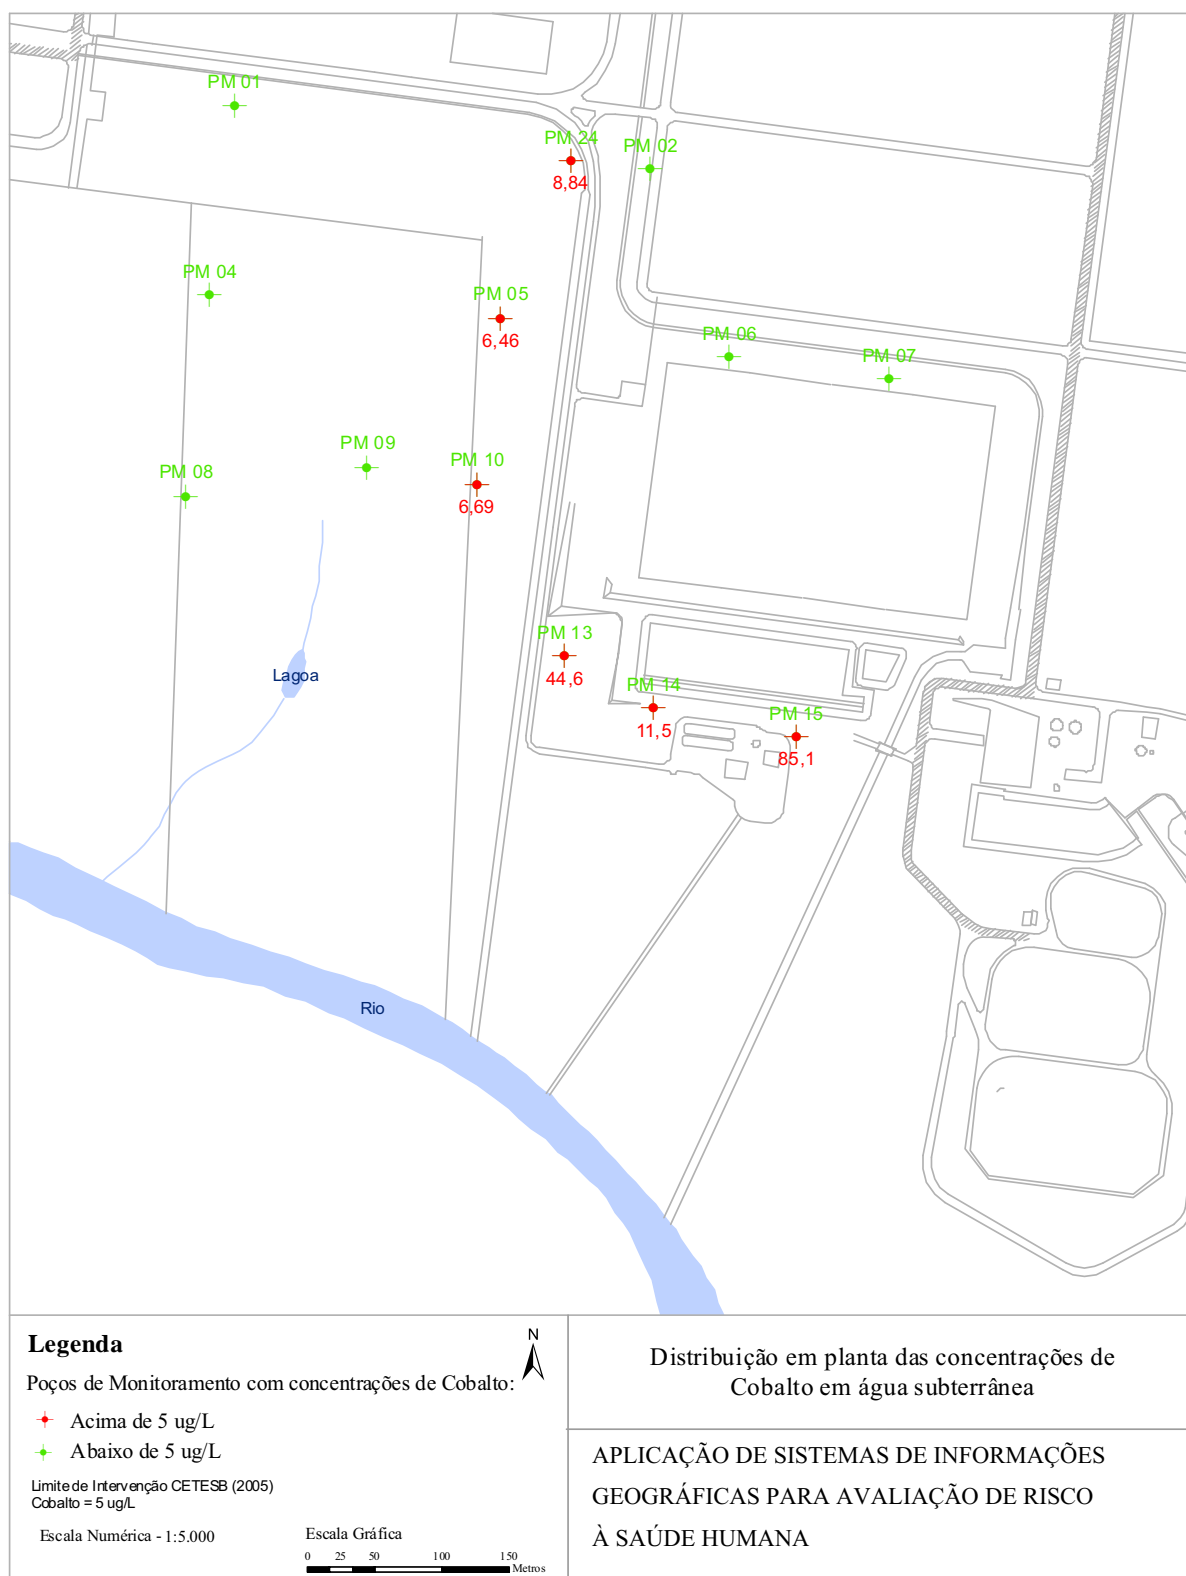 PM 01
PM 24
8,84
PM 02
PM 04
PM 05
6,46
PM 06
PM 07
PM 08
PM 09
PM 10
6,69
PM 13
44,6
Lagoa
PM 14
11,5
PM 15
85,1
Rio
Legenda
N
Poços de Monitoramento com concentrações de Cobalto:
Acima de 5 ug/L
Abaixo de 5 ug/L
Limite de Intervenção CETESB (2005)
Cobalto = 5 ug/L
Escala Numérica - 1:5.000
Escala Gráfica
0 25 50 100 150
Metros
Distribuição em planta das concentrações de
Cobalto em água subterrânea
APLICAÇÃO DE SISTEMAS DE INFORMAÇÕES
GEOGRÁFICAS PARA AVALIAÇÃO DE RISCO
À SAÚDE HUMANA